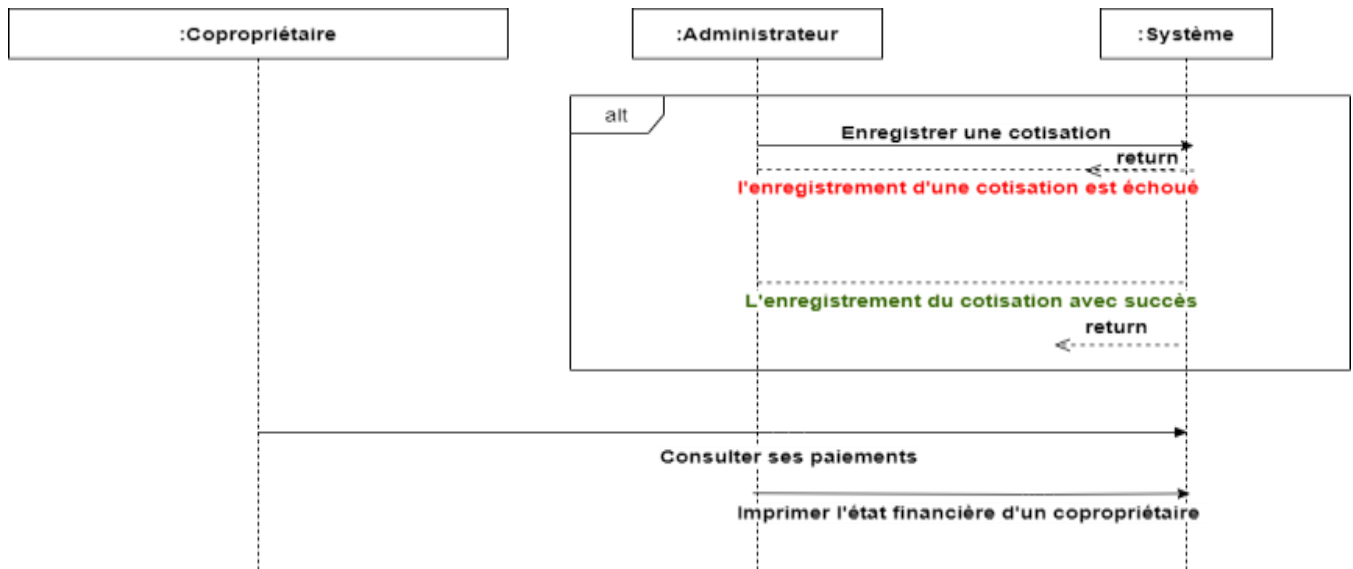 :Copropriétaire
:Administrateur
:Système
alt
Enregistrer une cotisation
return
l'enregistrement d'une cotisation est échoué
L'enregistrement du cotisation avec succès
return
Consulter ses paiements
Imprimer l'état financière d'un copropriétaire